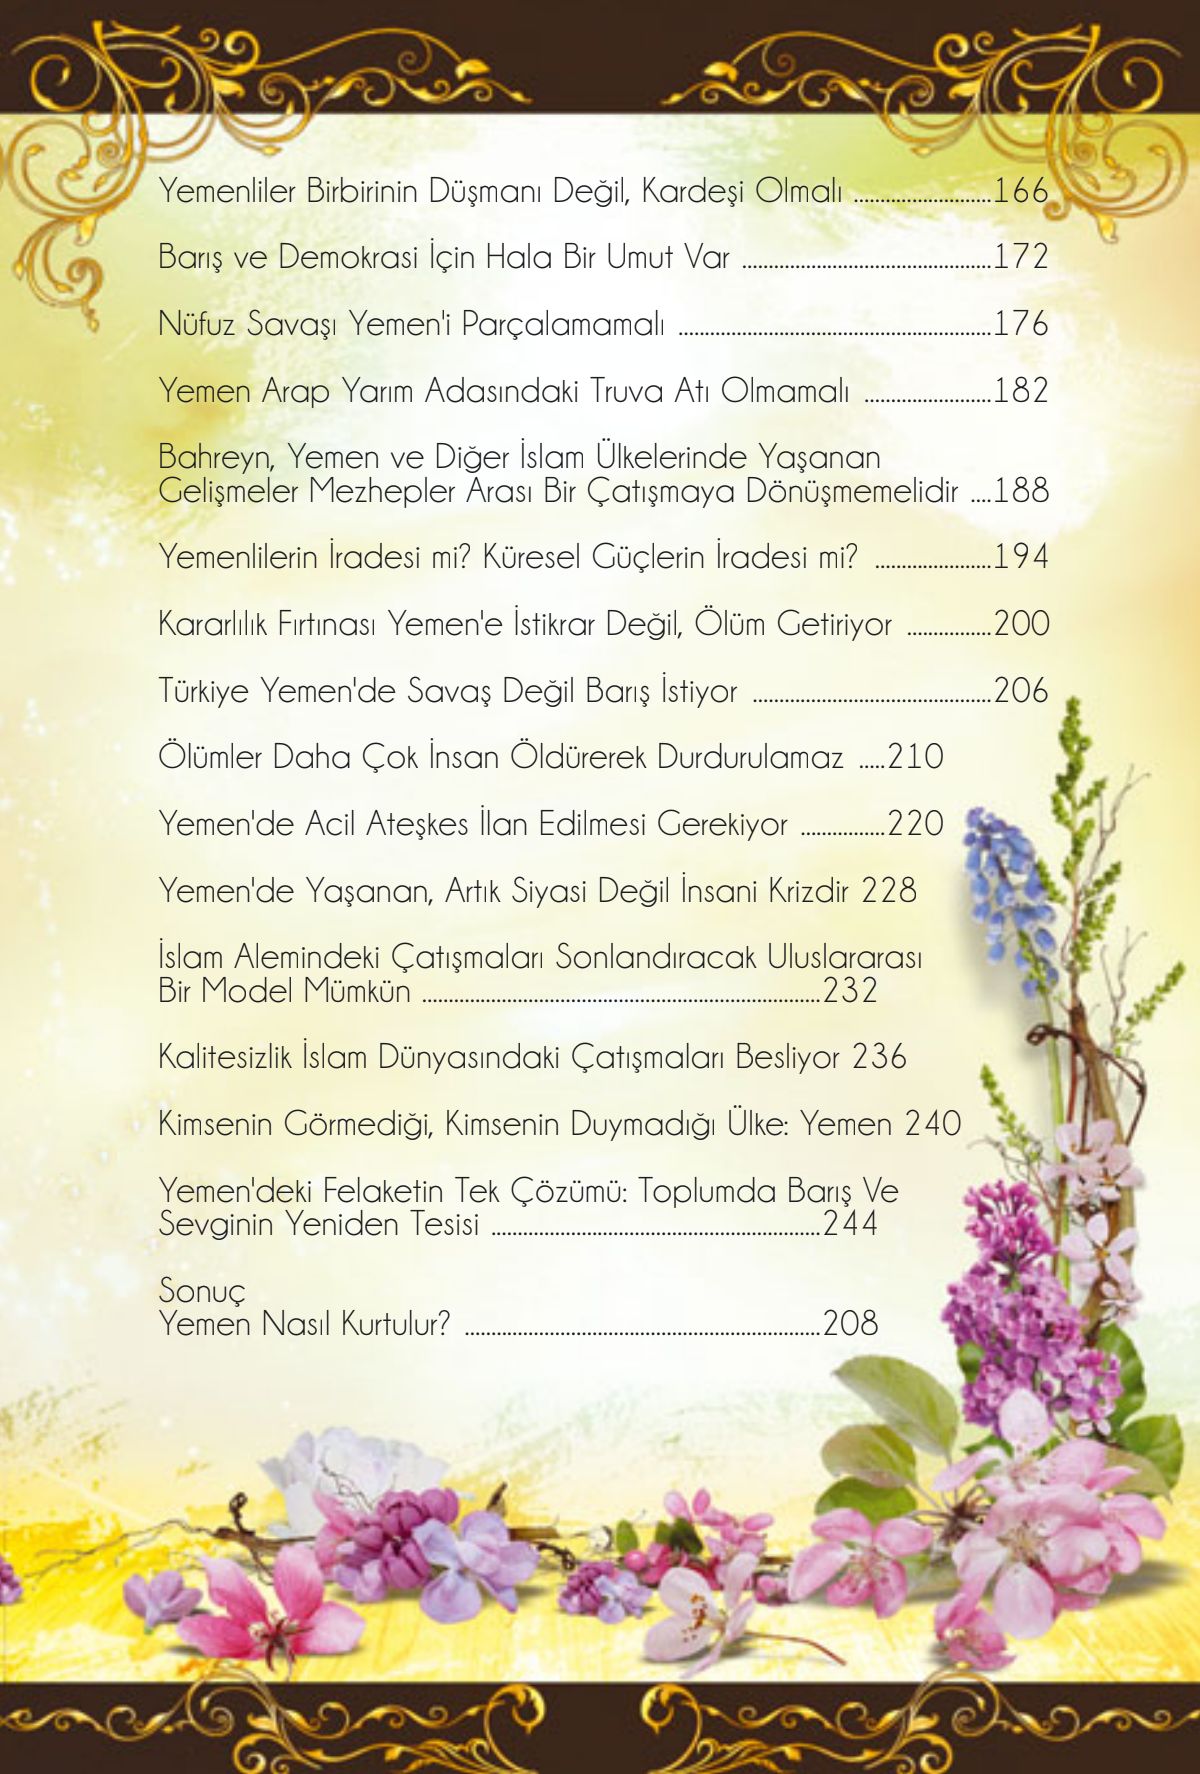 Yemenliler Birbirinin Düşmanı Değil, Kardeşi Olmalı ..........................166
Barış ve Demokrasi İçin Hala Bir Umut Var ...............................................172
Nüfuz Savaşı Yemen'i Parçalamamalı ...........................................................176
Yemen Arap Yarım Adasındaki Truva Atı Olmamalı ........................182
Bahreyn, Yemen ve Diğer İslam Ülkelerinde Yaşanan
Gelişmeler Mezhepler Arası Bir Çatışmaya Dönüşmemelidir ....188
Yemenlilerin İradesi mi? Küresel Güçlerin İradesi mi? ......................194
Kararlılık Fırtınası Yemen'e İstikrar Değil, Ölüm Getiriyor ................200
Türkiye Yemen'de Savaş Değil Barış İstiyor .............................................206
Ölümler Daha Çok İnsan Öldürerek Durdurulamaz .....210
Yemen'de Acil Ateşkes İlan Edilmesi Gerekiyor ................220
Yemen'de Yaşanan, Artık Siyasi Değil İnsani Krizdir 228
İslam Alemindeki Çatışmaları Sonlandıracak Uluslararası
Bir Model Mümkün ...........................................................................232
Kalitesizlik İslam Dünyasındaki Çatışmaları Besliyor 236
Kimsenin Görmediği, Kimsenin Duymadığı Ülke: Yemen 240
Yemen'deki Felaketin Tek Çözümü: Toplumda Barış Ve
Sevginin Yeniden Tesisi ..............................................................244
Sonuç
Yemen Nasıl Kurtulur? ...................................................................208